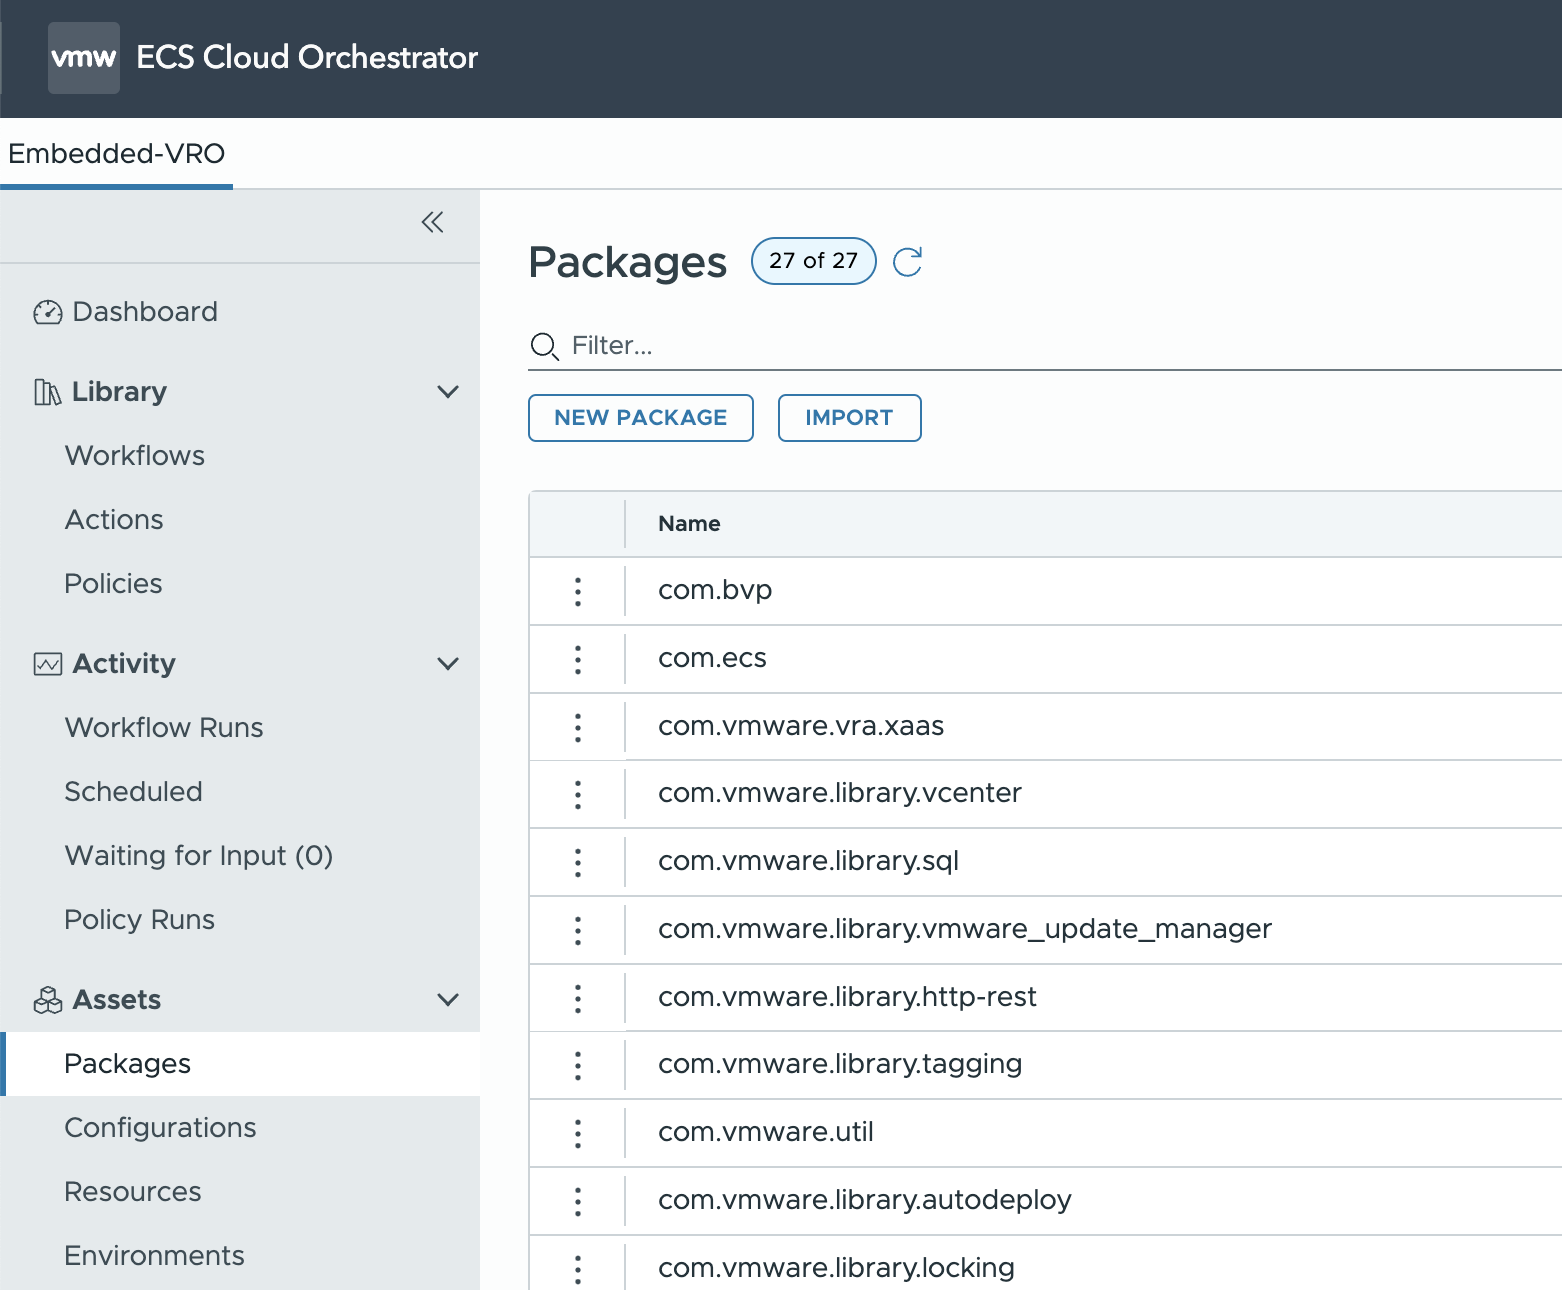 vmw ECS Cloud Orchestrator
Embedded-VRO
Dashboard
Library
Workflows
Actions
Policies
Activity
Workflow Runs
Scheduled
Waiting for Input (0)
Policy Runs
Assets
Packages
Configurations
Resources
Environments
Packages 27 of 27
Filter...
NEW PACKAGE IMPORT
Name
com.bvp
com.ecs
com.vmware.vra.xaas
com.vmware.library.vcenter
com.vmware.library.sql
com.vmware.library.vmware_update_manager
com.vmware.library.http-rest
com.vmware.library.tagging
com.vmware.util
com.vmware.library.autodeploy
com.vmware.library.locking